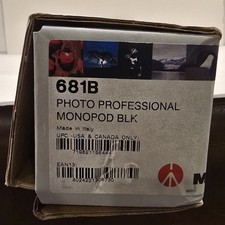 681B
PHOTO PROFESSIONAL
MONOPOD BLK
Made in Italy
UPC -USA & CANADA ONLY:
EAN13:
M